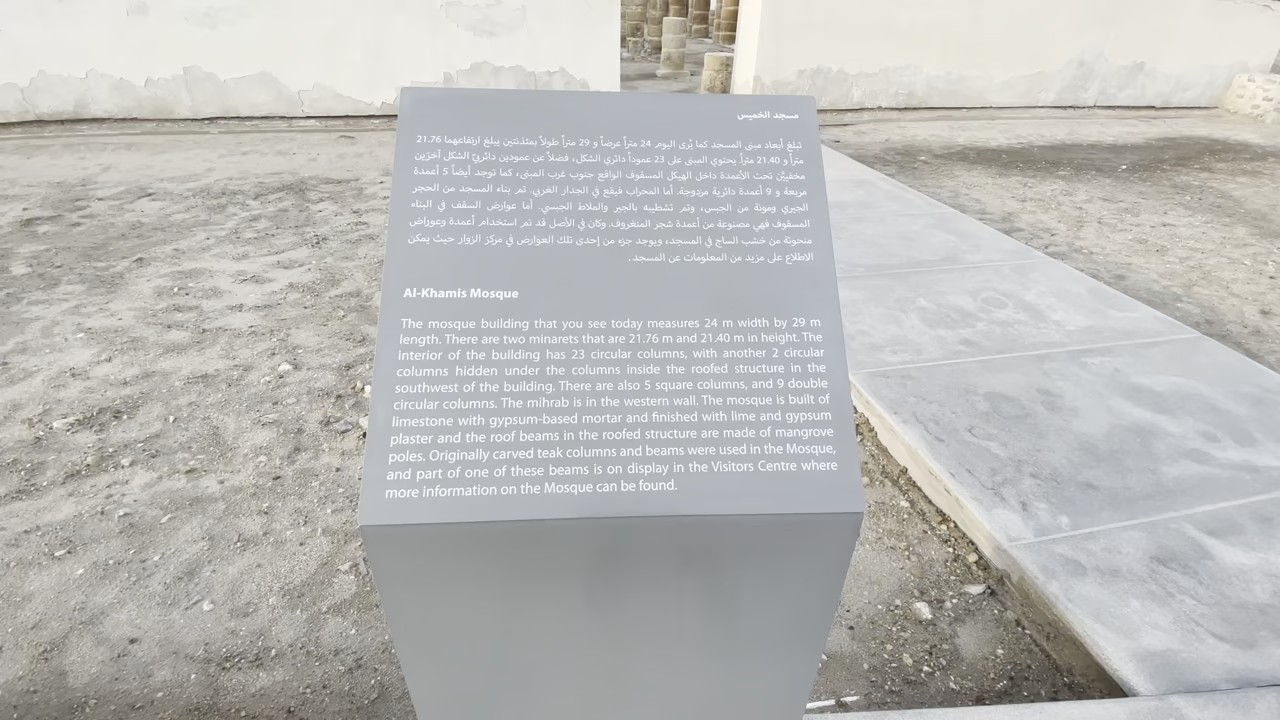 مسجد الخميس
تبلغ أبعاد مبنى المسجد كما يُرى اليوم 24 متراً عرضاً و 29 متراً طولاً بمئذنتين يبلغ ارتفاعهما 21.76
متراً و 21.40 متراً. يحتوي المبنى على 23 عموداً دائري الشكل، فضلاً عن عمودين دائريّ الشكل آخرَين
مخفيَّن تحت الأعمدة داخل الهيكل المسقوف الواقع جنوب غرب المبنى، كما توجد أيضاً 5 أعمدة
مربعة و 9 أعمدة دائرية مزدوجة. أما المحراب فيقع في الجدار الغربي. تم بناء المسجد من الحجر
الجيري ومونة من الجبس، وتم تشطيبه بالجير والملاط الجبسي. أما عوارض السقف في البناء
المسقوف فهي مصنوعة من أعمدة شجر المنغروف. وكان في الأصل قد تم استخدام أعمدة وعوراض
منحوتة من خشب الساج في المسجد، ويوجد جزء من إحدى تلك العوارض في مركز الزوار حيث يمكن
الاطلاع على مزيد من المعلومات عن المسجد.
Al-Khamis Mosque
The mosque building that you see today measures 24 m width by 29 m
length. There are two minarets that are 21.76 m and 21.40 m in height. The
interior of the building has 23 circular columns, with another 2 circular
columns hidden under the columns inside the roofed structure in the
southwest of the building. There are also 5 square columns, and 9 double
circular columns. The mihrab is in the western wall. The mosque is built of
limestone with gypsum-based mortar and finished with lime and gypsum
plaster and the roof beams in the roofed structure are made of mangrove
poles. Originally carved teak columns and beams were used in the Mosque,
and part of one of these beams is on display in the Visitors Centre where
more information on the Mosque can be found.